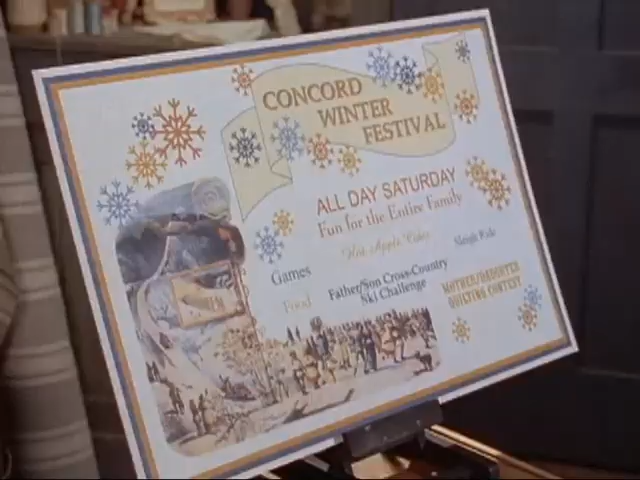 CONCORD
WINTER
FESTIVAL
ALL DAY SATURDAY
Fun for the Entire Family
Hot Apple Cider
Sleigh Ride
Games
Father/Son Cross-Country
Ski Challenge
Food
MOTHER/DAUGHTER
QUILTING CONTEST